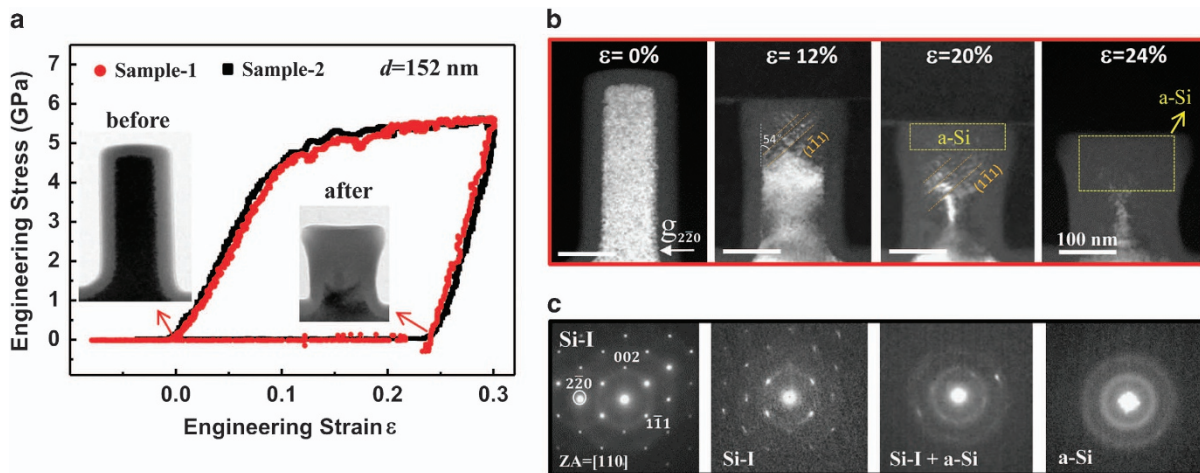 a
Engineering Stress (GPa)
7
6
5
4
3
2
1
0
Sample-1
Sample-2
d=152 nm
before
after
0.0
0.1
0.2
0.3
Engineering Strain ε
b
ε= 0%
ε= 12%
ε=20%
ε=24%
g2̄20
54
(11̄1)
a-Si
(11̄1)
a-Si
100 nm
c
Si-I
002
22̄0
11̄1
ZA=[110]
Si-I
Si-I + a-Si
a-Si